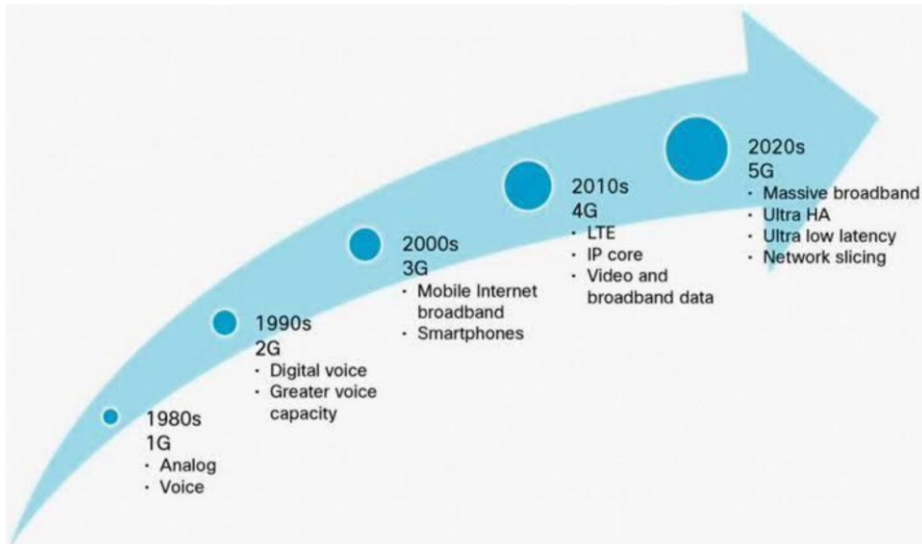 1980s
1G
· Analog
· Voice
1990s
2G
· Digital voice
· Greater voice
capacity
2000s
3G
· Mobile Internet
broadband
· Smartphones
2010s
4G
· LTE
· IP core
· Video and
broadband data
2020s
5G
· Massive broadband
· Ultra HA
· Ultra low latency
· Network slicing